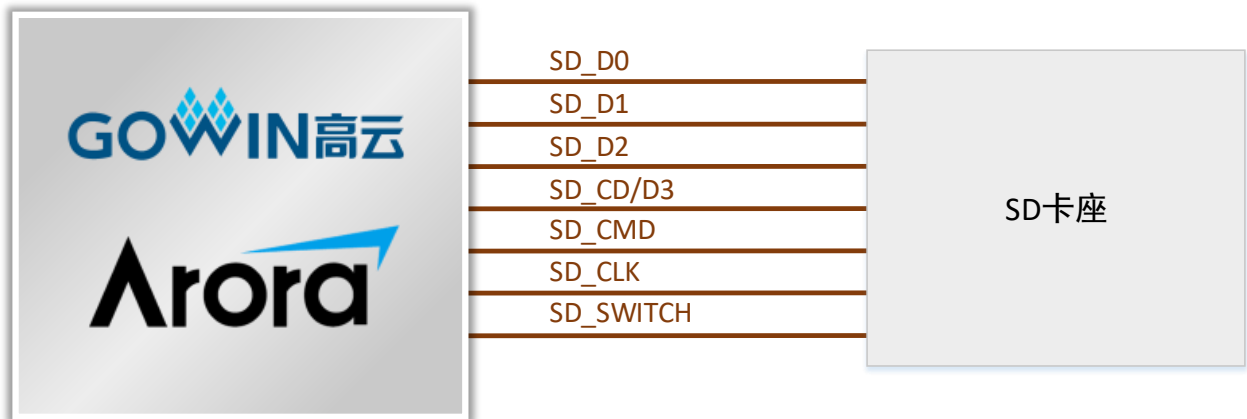 GOWIN高云
Arora
SD_D0
SD_D1
SD_D2
SD_CD/D3
SD_CMD
SD_CLK
SD_SWITCH
SD卡座